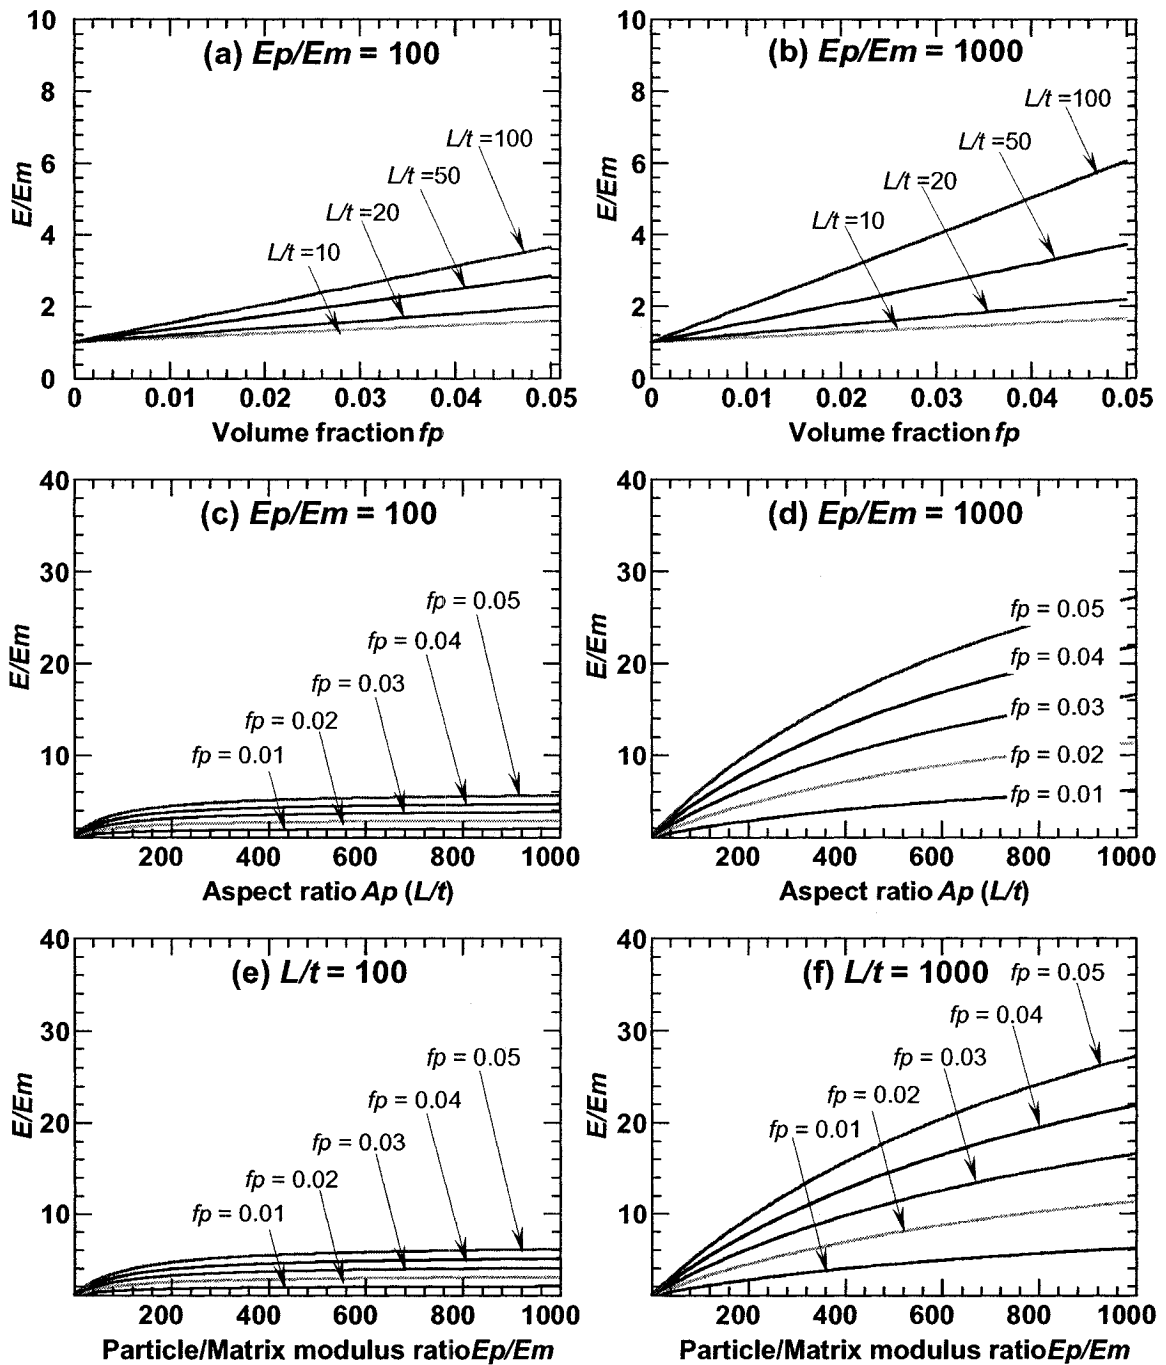 (a) Ep/Em = 100
10
8
6
4
2
0
E/Em
L/t =100
L/t =50
L/t =20
L/t=10
0 0.01 0.02 0.03 0.04 0.05
Volume fraction fp
(b) Ep/Em = 1000
10
8
6
4
2
0
E/Em
L/t =100
L/t =50
L/t =20
L/t =10
0 0.01 0.02 0.03 0.04 0.05
Volume fraction fp
(c) Ep/Em = 100
40
30
20
10
E/Em
fp = 0.05
fp = 0.04
fp = 0.03
fp = 0.02
fp = 0.01
200 400 600 800 1000
Aspect ratio Ap (L/t)
(d) Ep/Em = 1000
40
30
20
10
E/Em
fp = 0.05
fp = 0.04
fp = 0.03
fp = 0.02
fp = 0.01
200 400 600 800 1000
Aspect ratio Ap (L/t)
(e) L/t = 100
40
30
20
10
E/Em
fp = 0.05
fp = 0.04
fp = 0.03
fp = 0.02
fp = 0.01
200 400 600 800 1000
Particle/Matrix modulus ratio Ep/Em
(f) L/t = 1000
40
30
20
10
E/Em
fp = 0.05
fp = 0.04
fp = 0.03
fp = 0.02
fp = 0.01
200 400 600 800 1000
Particle/Matrix modulus ratio Ep/Em